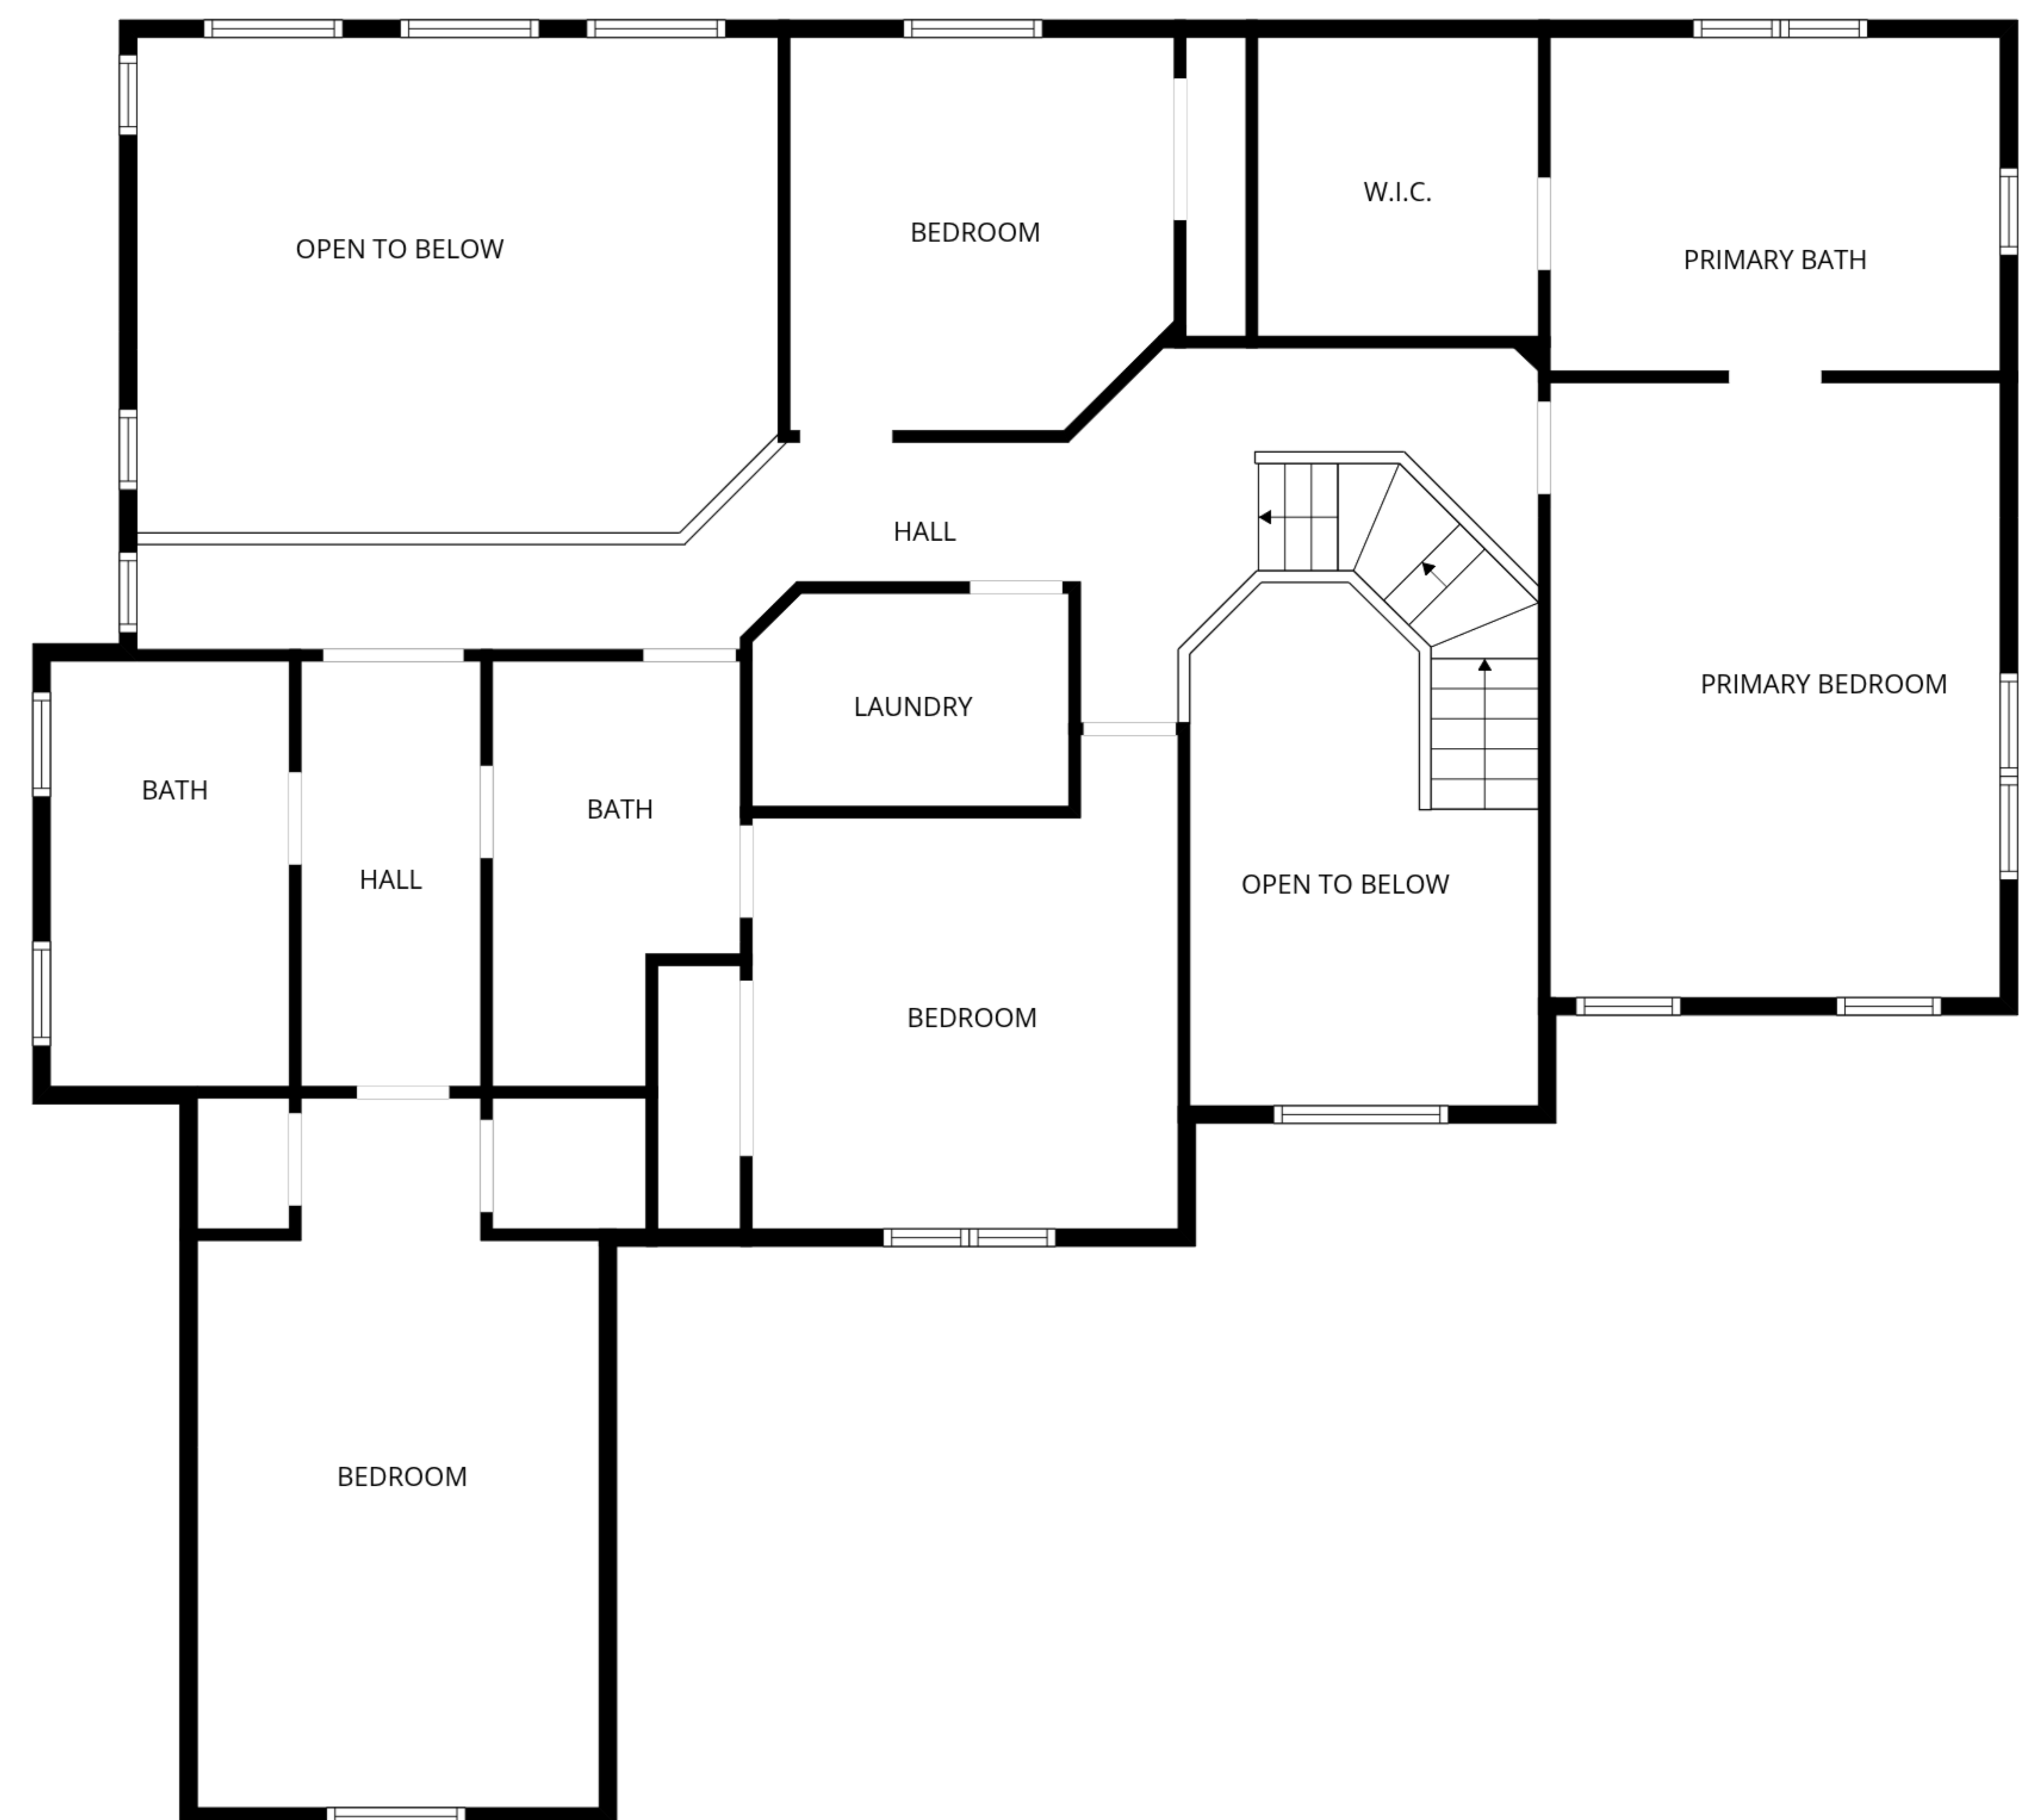 W.I.C.
BEDROOM
OPEN TO BELOW
PRIMARY BATH
HALL
PRIMARY BEDROOM
LAUNDRY
BATH
BATH
HALL
OPEN TO BELOW
BEDROOM
BEDROOM